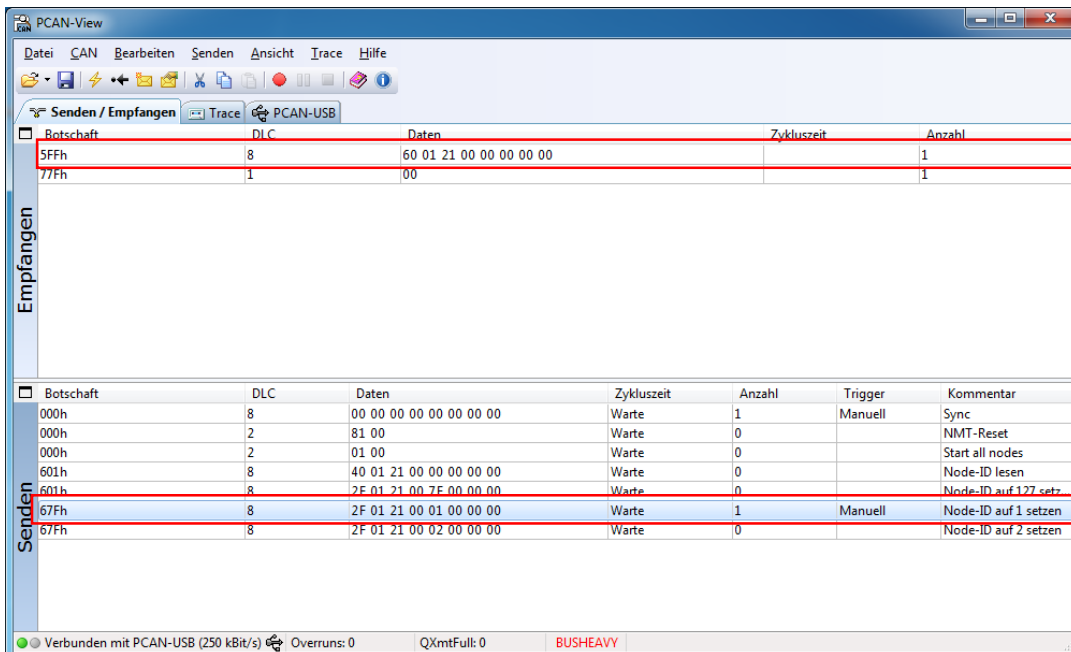 PCAN-View
Datei CAN Bearbeiten Senden Ansicht Trace Hilfe
Senden / Empfangen Trace PCAN-USB
Botschaft DLC Daten Zykluszeit Anzahl
5FFh 8 60 01 21 00 00 00 00 00 1
77Fh 1 00 1
Empfangen
Botschaft DLC Daten Zykluszeit Anzahl Trigger Kommentar
000h 8 00 00 00 00 00 00 00 00 Warte 1 Manuell Sync
000h 2 81 00 Warte 0 NMT-Reset
000h 2 01 00 Warte 0 Start all nodes
601h 8 40 01 21 00 00 00 00 00 Warte 0 Node-ID lesen
601h 8 2F 01 21 00 7F 00 00 00 Warte 0 Node-ID auf 127 setz
67Fh 8 2F 01 21 00 01 00 00 00 Warte 1 Manuell Node-ID auf 1 setzen
67Fh 8 2F 01 21 00 02 00 00 00 Warte 0 Node-ID auf 2 setzen
Senden
Verbunden mit PCAN-USB (250 kBit/s) Overruns: 0 QXmtFull: 0 BUSHEAVY